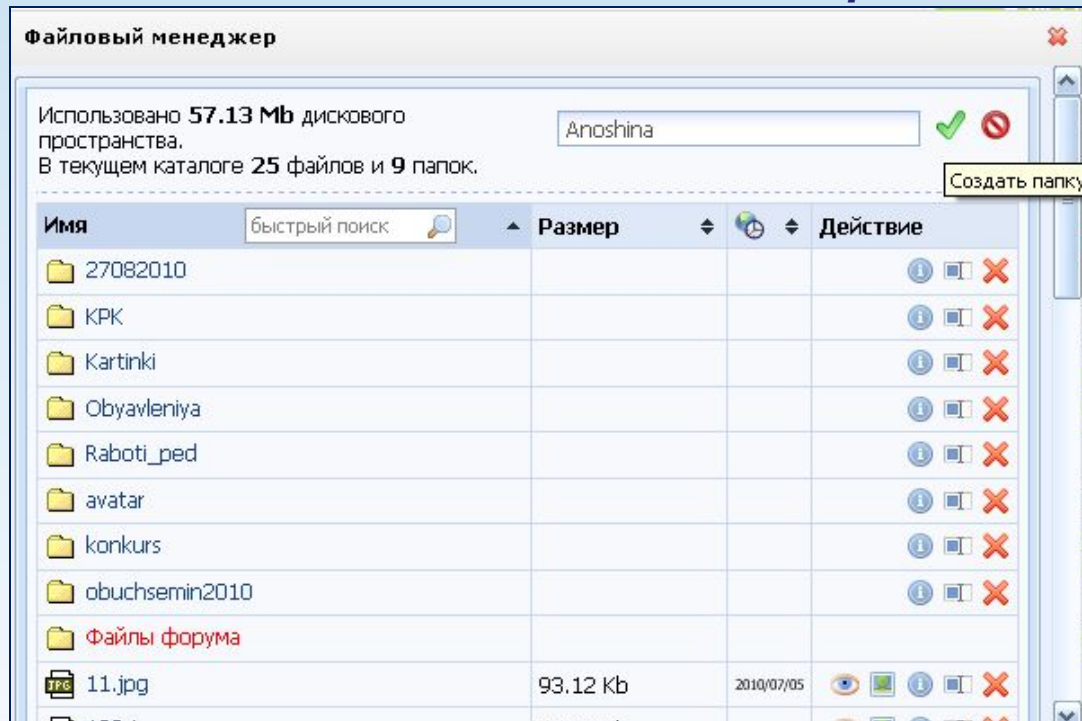 Файловый менеджер
Использовано 57.13 Mb дискового
пространства.
В текущем каталоге 25 файлов и 9 папок.
Anoshina
Создать папку
Имя быстрый поиск Размер Действие
27082010
KPK
Kartinki
Obyavleniya
Raboti_ped
avatar
konkurs
obuchsemin2010
Файлы форума
JPG 11.jpg 93.12 Kb 2010/07/05